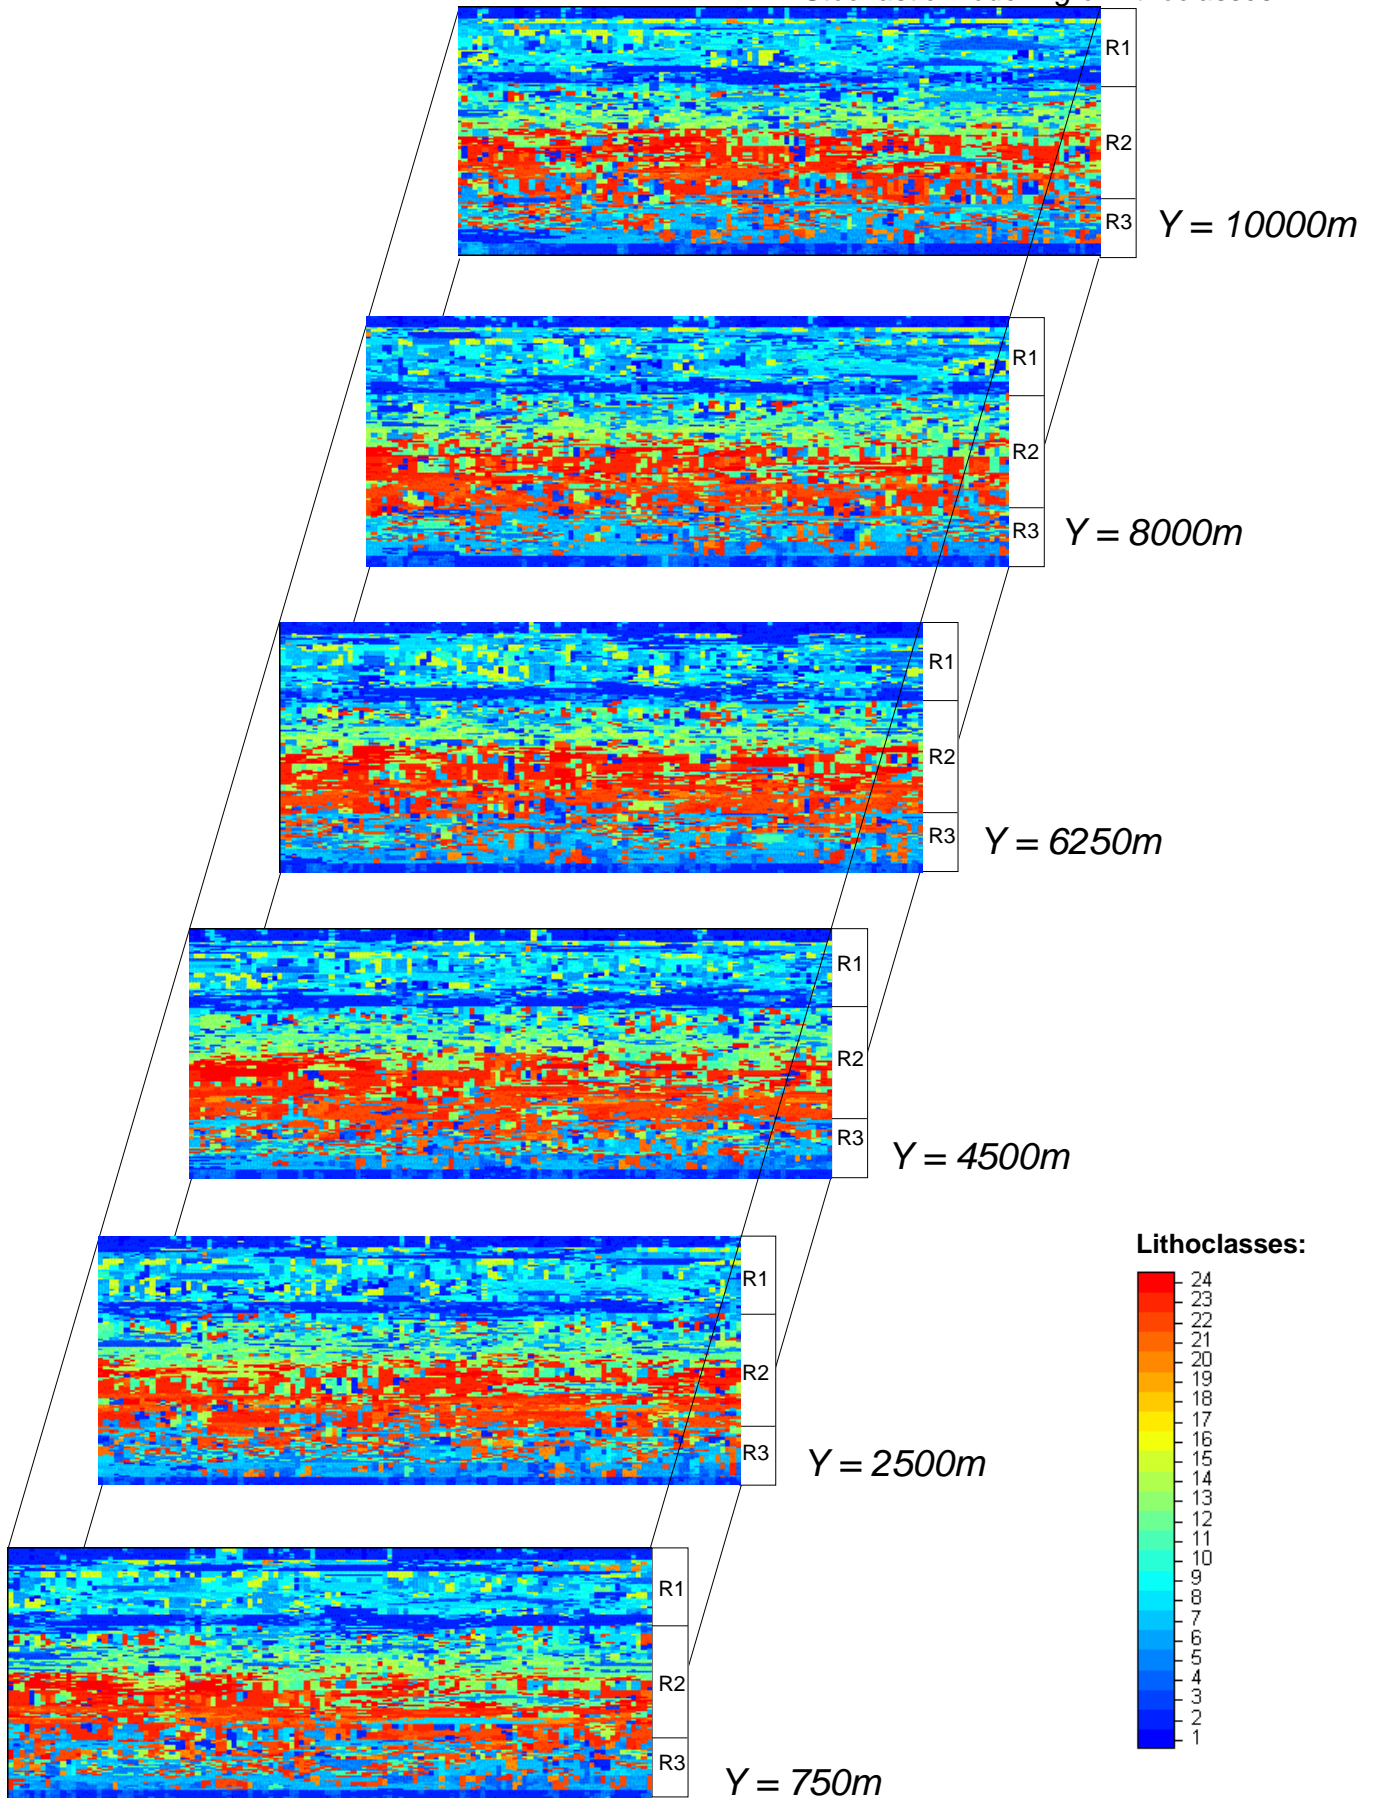 R1
R2
R3
Y = 10000m
R1
R2
R3
Y = 8000m
R1
R2
R3
Y = 6250m
R1
R2
R3
Y = 4500m
R1
R2
R3
Y = 2500m
Lithoclasses:
24
23
22
21
20
19
18
17
16
15
14
13
12
11
10
9
8
7
6
5
4
3
2
1
R1
R2
R3
Y = 750m